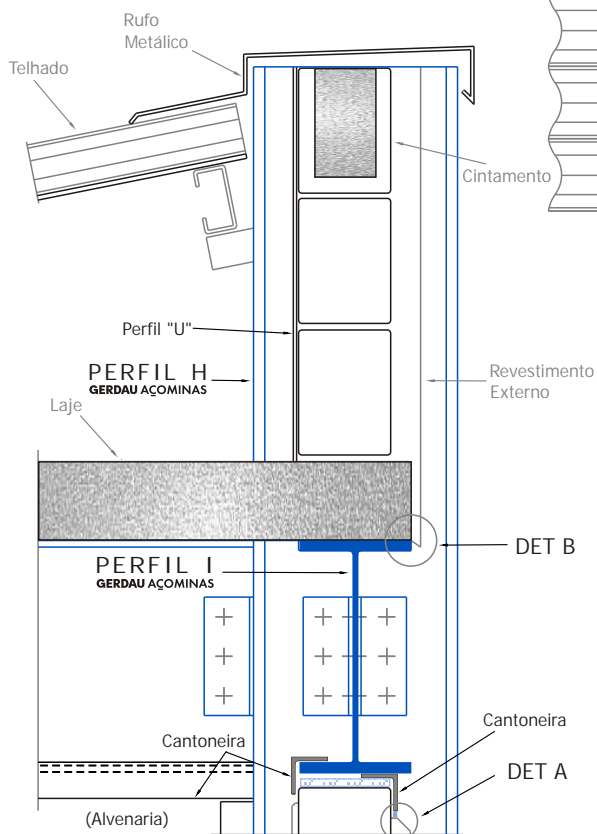 Rufo
Metálico
Telhado
Cintamento
Perfil "U"
PERFIL H
GERDAU AÇOMINAS
Revestimento
Externo
Laje
DET B
PERFIL I
GERDAU AÇOMINAS
Cantoneira
Cantoneira
DET A
(Alvenaria)